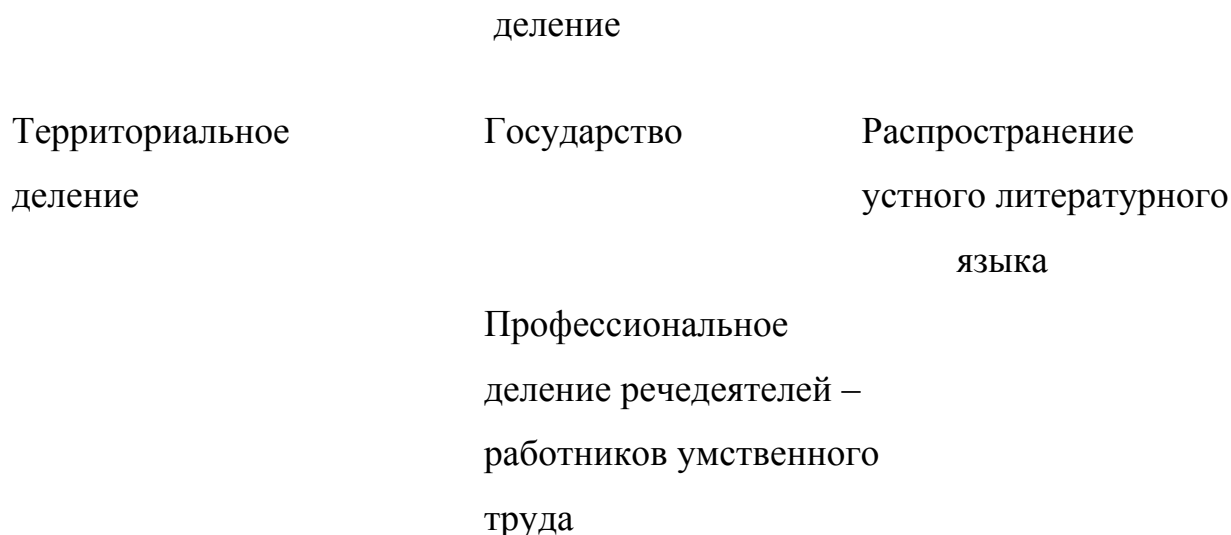 деление
Территориальное Государство Распространение
деление устного литературного
языка
Профессиональное
деление речедеятелей –
работников умственного
труда